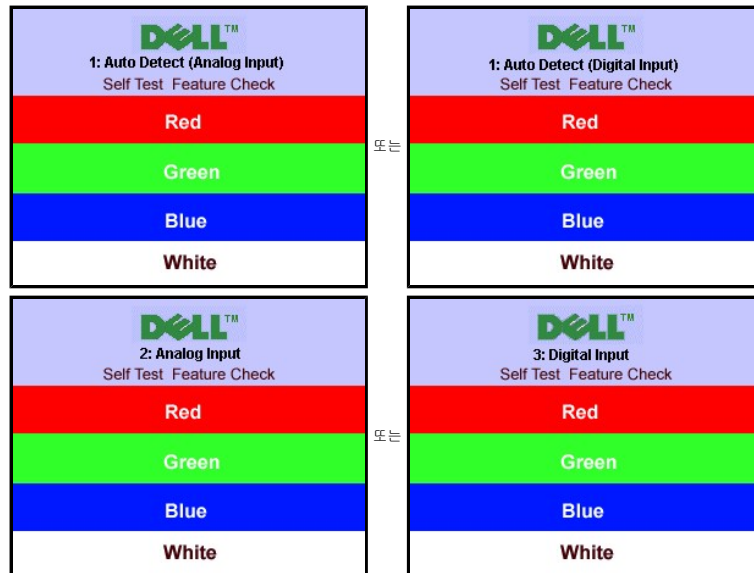 DELL™
1: Auto Detect (Analog Input)
Self Test Feature Check
Red
Green
Blue
White
또는
DELL™
1: Auto Detect (Digital Input)
Self Test Feature Check
Red
Green
Blue
White
DELL™
2: Analog Input
Self Test Feature Check
Red
Green
Blue
White
또는
DELL™
3: Digital Input
Self Test Feature Check
Red
Green
Blue
White